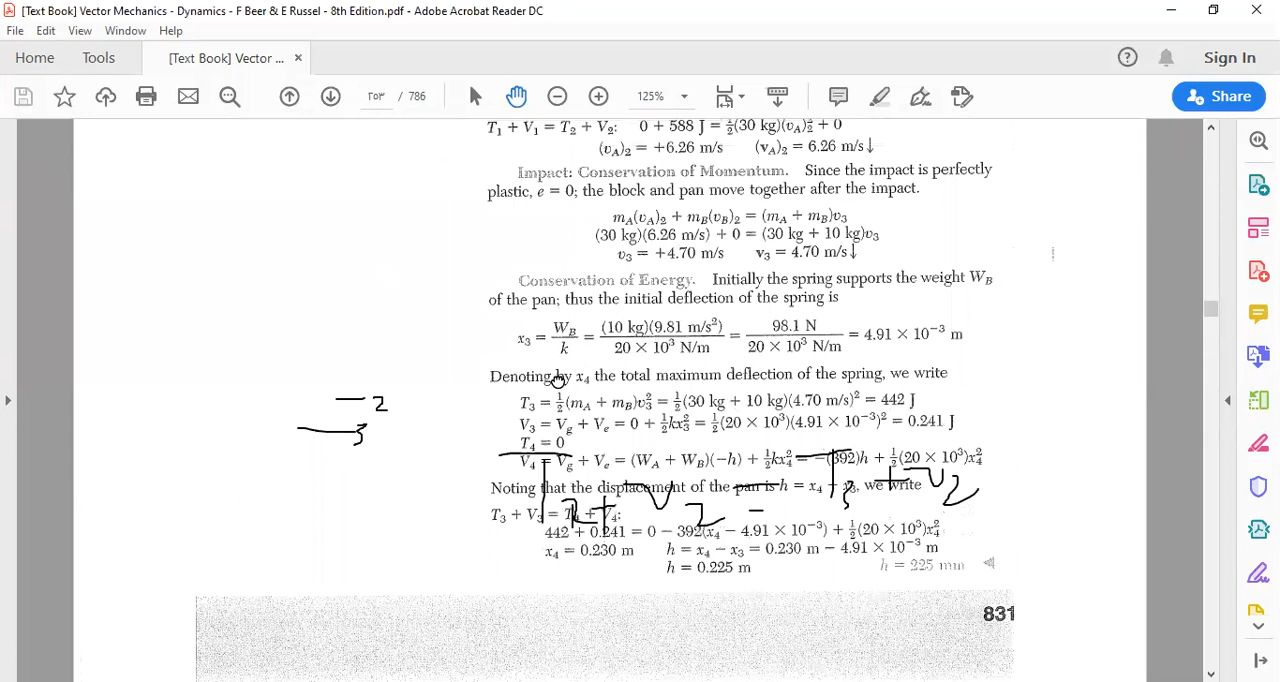 [Text Book] Vector Mechanics - Dynamics - F Beer & E Russel - 8th Edition.pdf - Adobe Acrobat Reader DC
File Edit View Window Help
Home Tools [Text Book] Vector ... × Sign In
٢٥٣ / 786 125% Share
T₁ + V₁ = T₂ + V₂: 0 + 588 J = ½(30 kg)(v_A)₂² + 0
(v_A)₂ = +6.26 m/s (v_A)₂ = 6.26 m/s↓
Impact: Conservation of Momentum. Since the impact is perfectly
plastic, e = 0; the block and pan move together after the impact.
m_A(v_A)₂ + m_B(v_B)₂ = (m_A + m_B)v₃
(30 kg)(6.26 m/s) + 0 = (30 kg + 10 kg)v₃
v₃ = +4.70 m/s v₃ = 4.70 m/s↓
Conservation of Energy. Initially the spring supports the weight W_B
of the pan; thus the initial deflection of the spring is
x₃ = W_B/k = (10 kg)(9.81 m/s²)/(20 × 10³ N/m) = 98.1 N/(20 × 10³ N/m) = 4.91 × 10⁻³ m
Denoting by x₄ the total maximum deflection of the spring, we write
T₃ = ½(m_A + m_B)v₃² = ½(30 kg + 10 kg)(4.70 m/s)² = 442 J
V₃ = V_g + V_e = 0 + ½kx₃² = ½(20 × 10³)(4.91 × 10⁻³)² = 0.241 J
T₄ = 0
V₄ = V_g + V_e = (W_A + W_B)(−h) + ½kx₄² = −(392)h + ½(20 × 10³)x₄²
Noting that the displacement of the pan is h = x₄ − x₃, we write
T₃ + V₃ = T₄ + V₄:
442 + 0.241 = 0 − 392(x₄ − 4.91 × 10⁻³) + ½(20 × 10³)x₄²
x₄ = 0.230 m h = x₄ − x₃ = 0.230 m − 4.91 × 10⁻³ m
h = 0.225 m h = 225 mm
2
3
T₂ + V₂ = T₃ + V₂
831